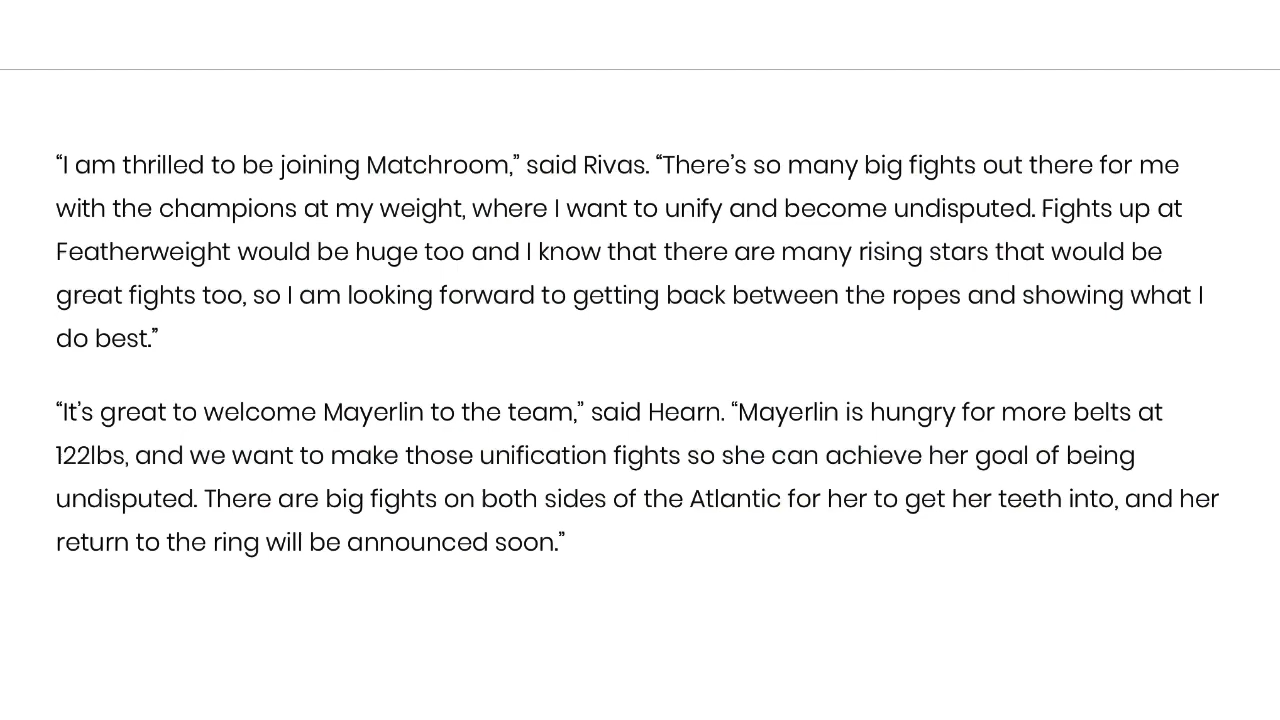 “I am thrilled to be joining Matchroom,” said Rivas. “There’s so many big fights out there for me
with the champions at my weight, where I want to unify and become undisputed. Fights up at
Featherweight would be huge too and I know that there are many rising stars that would be
great fights too, so I am looking forward to getting back between the ropes and showing what I
do best.”
“It’s great to welcome Mayerlin to the team,” said Hearn. “Mayerlin is hungry for more belts at
122lbs, and we want to make those unification fights so she can achieve her goal of being
undisputed. There are big fights on both sides of the Atlantic for her to get her teeth into, and her
return to the ring will be announced soon.”